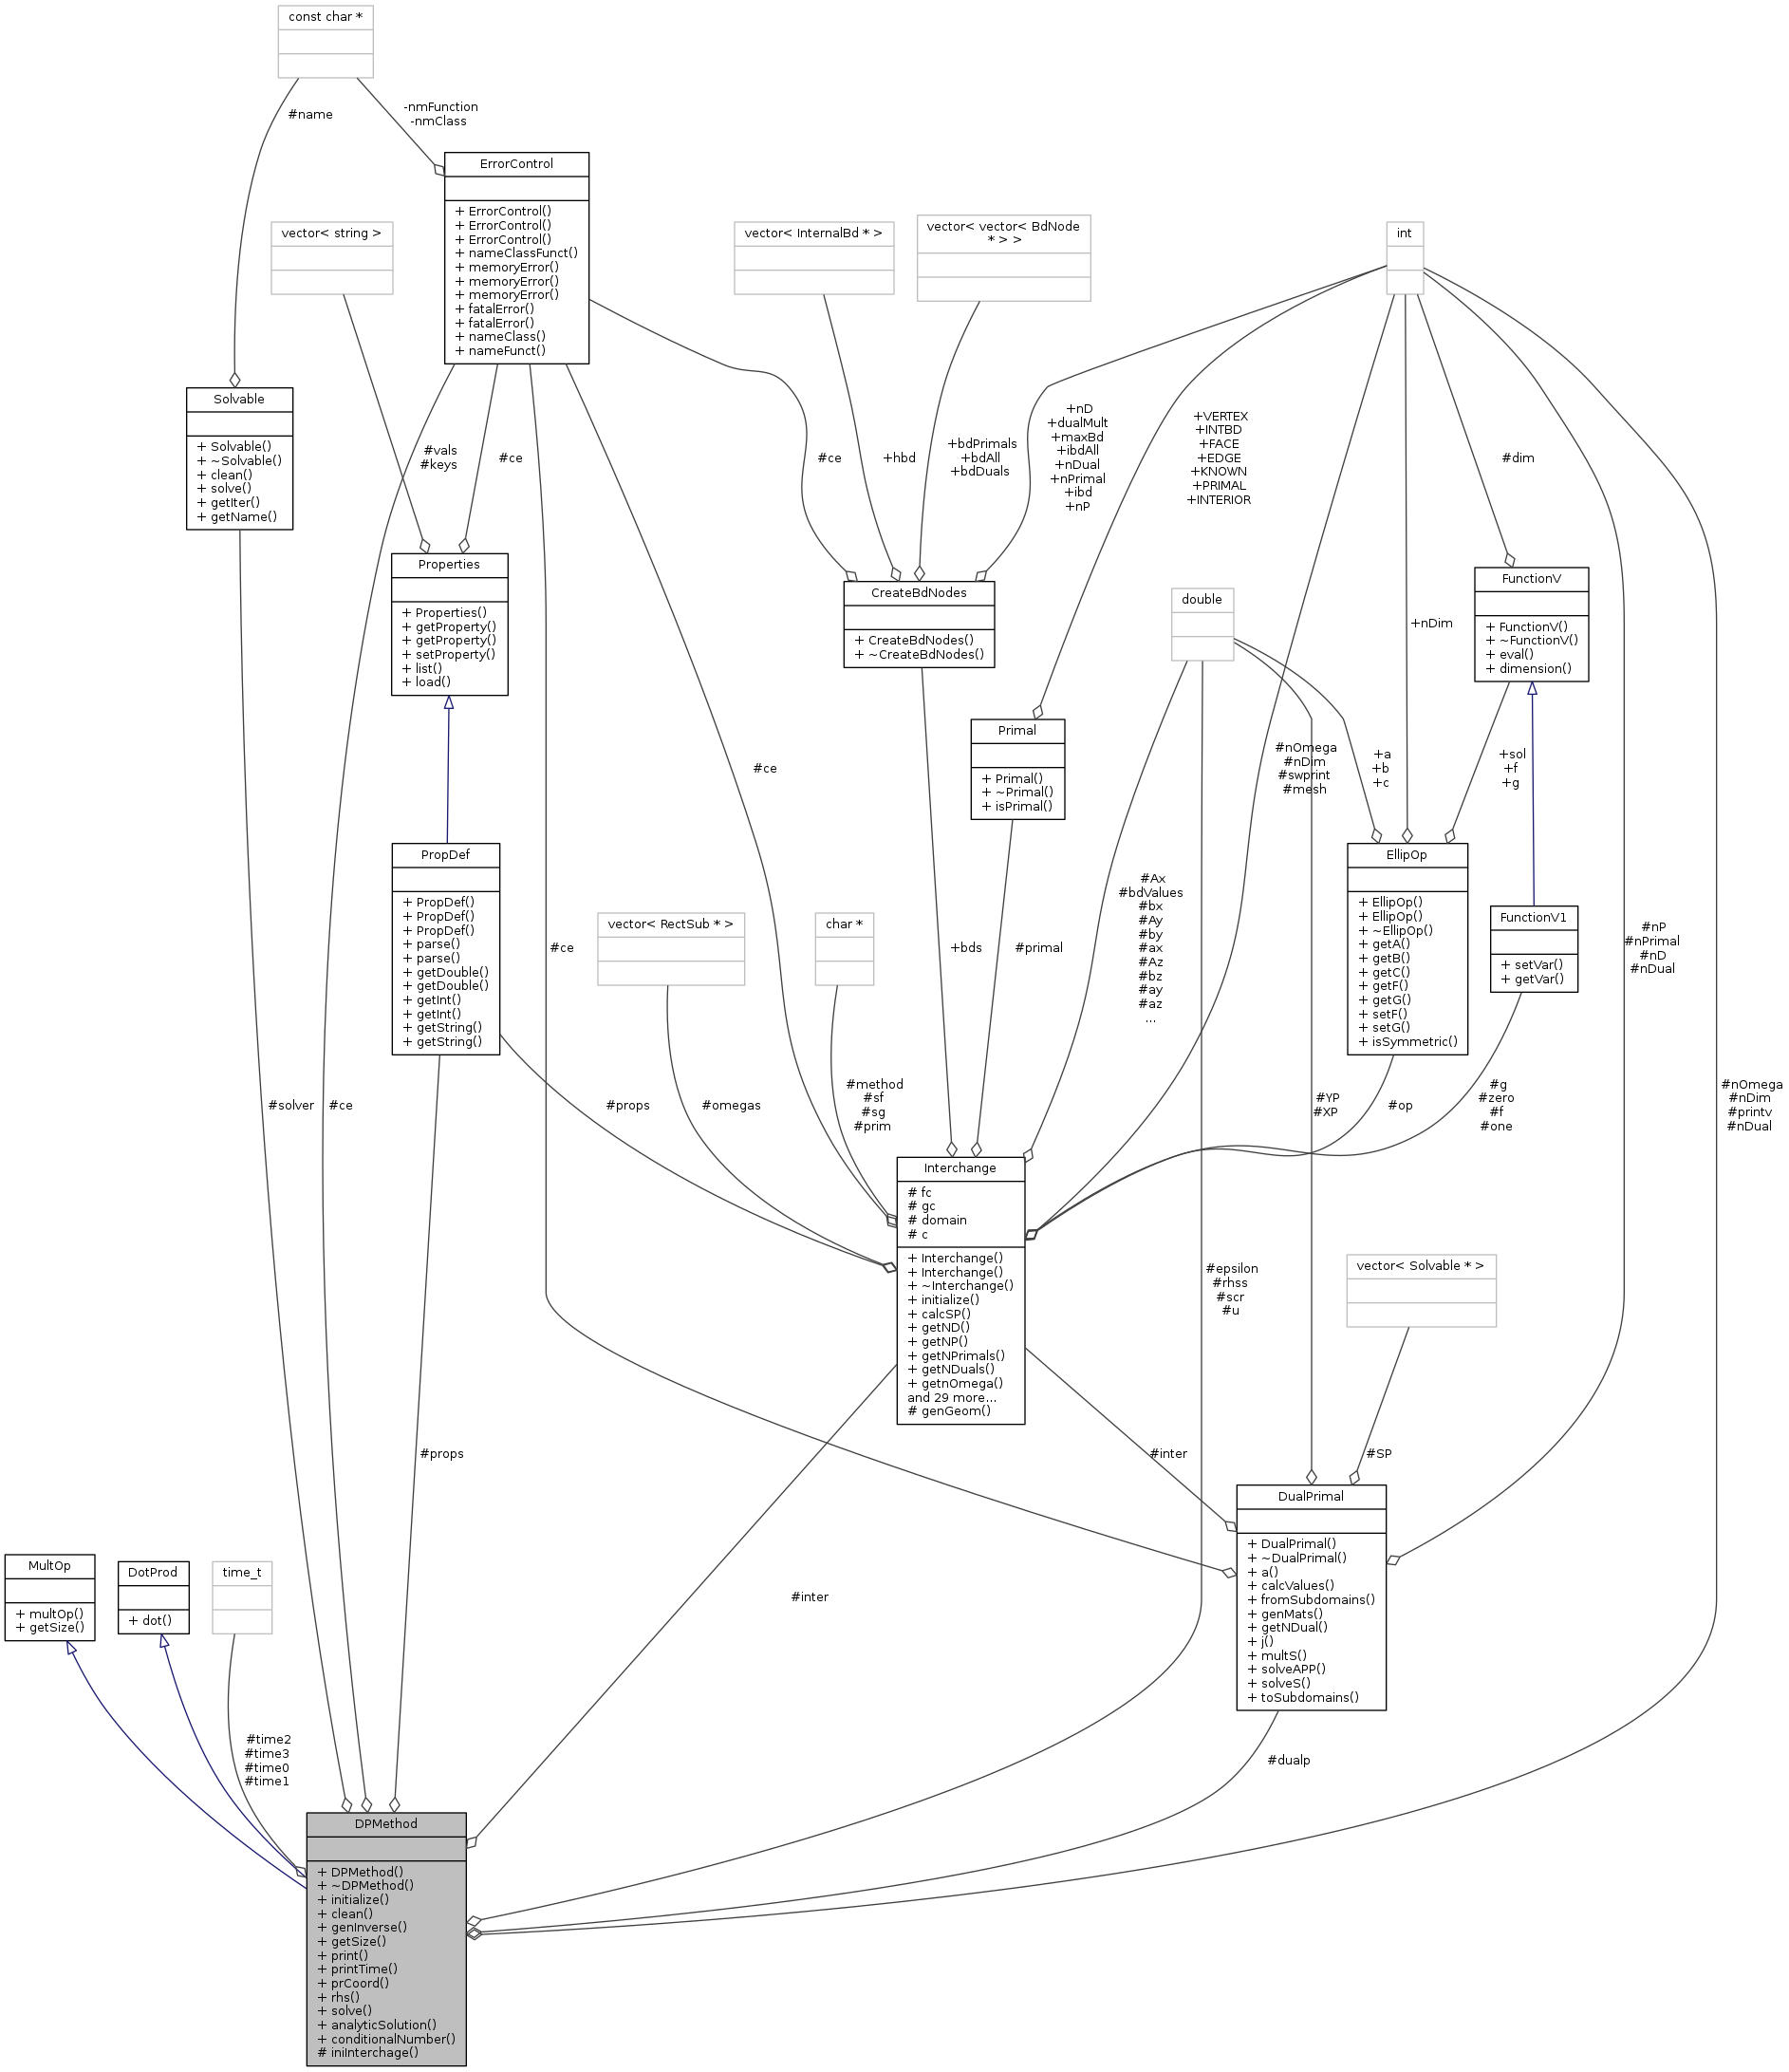 const char *
#name
-nmFunction
-nmClass
ErrorControl
+ ErrorControl()
+ ErrorControl()
+ ErrorControl()
+ nameClassFunct()
+ memoryError()
+ memoryError()
+ memoryError()
+ fatalError()
+ fatalError()
+ nameClass()
+ nameFunct()
vector< string >
vector< InternalBd * >
vector< vector< BdNode
* > >
int
Solvable
+ Solvable()
+ ~Solvable()
+ clean()
+ solve()
+ getIter()
+ getName()
#vals
#keys
#ce
#ce
+hbd
+bdPrimals
+bdAll
+bdDuals
+nD
+dualMult
+maxBd
+ibdAll
+nDual
+nPrimal
+ibd
+nP
+VERTEX
+INTBD
+FACE
+EDGE
+KNOWN
+PRIMAL
+INTERIOR
#dim
Properties
+ Properties()
+ getProperty()
+ getProperty()
+ setProperty()
+ list()
+ load()
CreateBdNodes
+ CreateBdNodes()
+ ~CreateBdNodes()
double
+nDim
FunctionV
+ FunctionV()
+ ~FunctionV()
+ eval()
+ dimension()
Primal
+ Primal()
+ ~Primal()
+ isPrimal()
#ce
#nOmega
#nDim
#swprint
#mesh
+a
+b
+c
+sol
+f
+g
PropDef
+ PropDef()
+ PropDef()
+ PropDef()
+ parse()
+ parse()
+ getDouble()
+ getDouble()
+ getInt()
+ getInt()
+ getString()
+ getString()
#ce
vector< RectSub * >
char *
+bds
#primal
#Ax
#bdValues
#bx
#Ay
#by
#ax
#Az
#bz
#ay
#az
...
EllipOp
+ EllipOp()
+ EllipOp()
+ ~EllipOp()
+ getA()
+ getB()
+ getC()
+ getF()
+ getG()
+ setF()
+ setG()
+ isSymmetric()
FunctionV1
+ setVar()
+ getVar()
#nP
#nPrimal
#nD
#nDual
#solver
#ce
#props
#omegas
#method
#sf
#sg
#prim
#YP
#XP
#op
#g
#zero
#f
#one
#nOmega
#nDim
#printv
#nDual
Interchange
# fc
# gc
# domain
# c
+ Interchange()
+ Interchange()
+ ~Interchange()
+ initialize()
+ calcSP()
+ getND()
+ getNP()
+ getNPrimals()
+ getNDuals()
+ getnOmega()
and 29 more...
# genGeom()
#epsilon
#rhss
#scr
#u
vector< Solvable * >
#props
#inter
#SP
DualPrimal
+ DualPrimal()
+ ~DualPrimal()
+ a()
+ calcValues()
+ fromSubdomains()
+ genMats()
+ getNDual()
+ j()
+ multS()
+ solveAPP()
+ solveS()
+ toSubdomains()
MultOp
+ multOp()
+ getSize()
DotProd
+ dot()
time_t
#inter
#time2
#time3
#time0
#time1
#dualp
DPMethod
+ DPMethod()
+ ~DPMethod()
+ initialize()
+ clean()
+ genInverse()
+ getSize()
+ print()
+ printTime()
+ prCoord()
+ rhs()
+ solve()
+ analyticSolution()
+ conditionalNumber()
# iniInterchage()